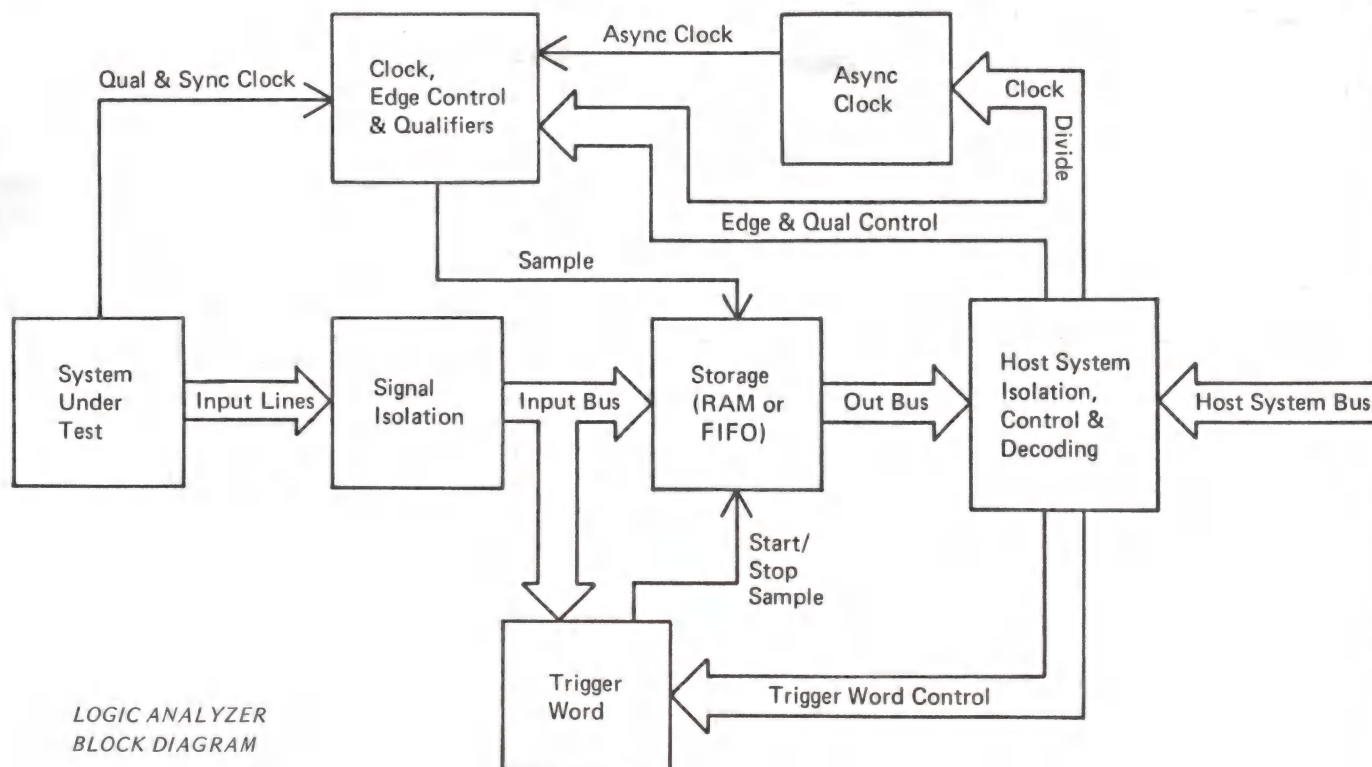 Async Clock
Qual & Sync Clock
Clock,
Edge Control
& Qualifiers
Async
Clock
Clock
Divide
Edge & Qual Control
Sample
System
Under
Test
Input Lines
Signal
Isolation
Input Bus
Storage
(RAM or
FIFO)
Out Bus
Host System
Isolation,
Control &
Decoding
Host System Bus
Start/
Stop
Sample
Trigger
Word
Trigger Word Control
LOGIC ANALYZER
BLOCK DIAGRAM